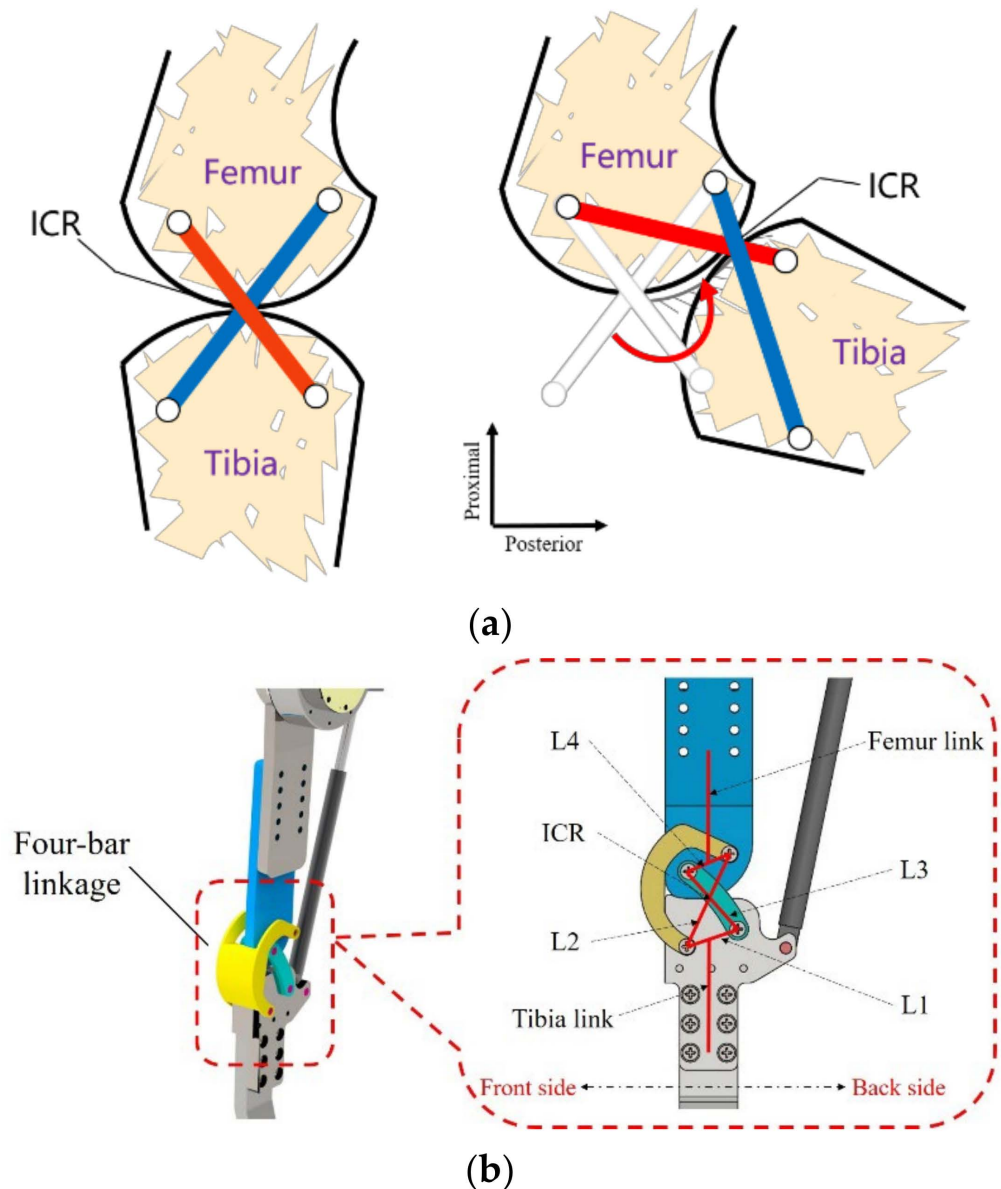 Femur
ICR
Tibia
Femur
ICR
Tibia
Proximal
Posterior
(a)
Four-bar
linkage
L4
Femur link
ICR
L3
L2
Tibia link
L1
Front side
Back side
(b)